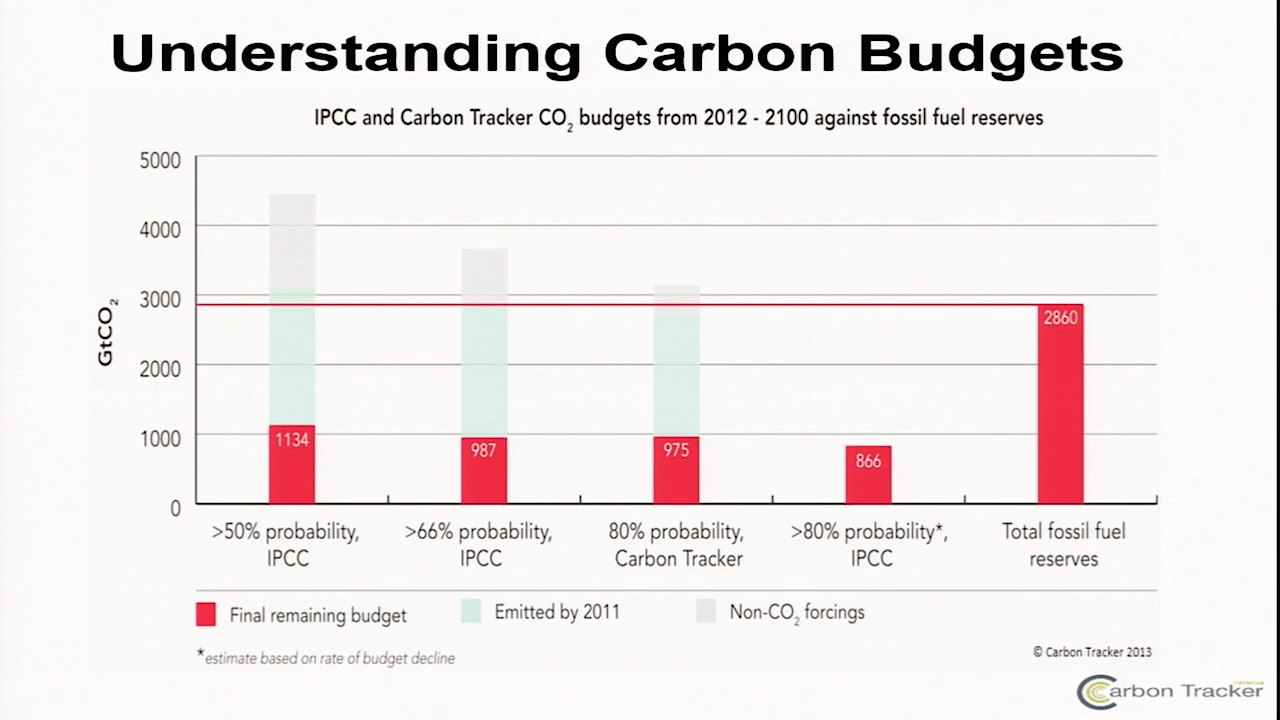 Understanding Carbon Budgets
IPCC and Carbon Tracker CO₂ budgets from 2012 - 2100 against fossil fuel reserves
GtCO₂
5000
4000
3000
2000
1000
0
1134
987
975
866
2860
>50% probability,
IPCC
>66% probability,
IPCC
80% probability,
Carbon Tracker
>80% probability*,
IPCC
Total fossil fuel
reserves
Final remaining budget
Emitted by 2011
Non-CO₂ forcings
*estimate based on rate of budget decline
© Carbon Tracker 2013
Carbon Tracker